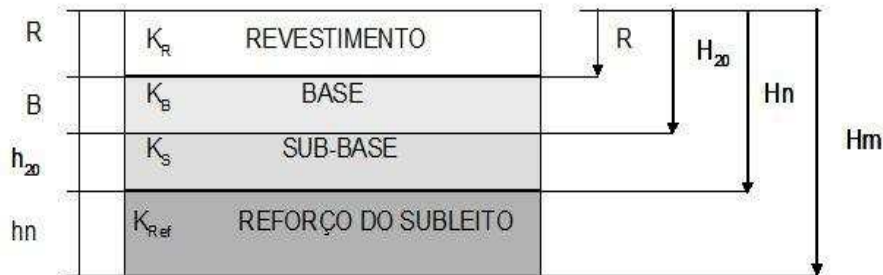 R K_R REVESTIMENTO R
H_20
B K_B BASE
Hn
h_20 K_S SUB-BASE
Hm
hn K_Ref REFORÇO DO SUBLEITO